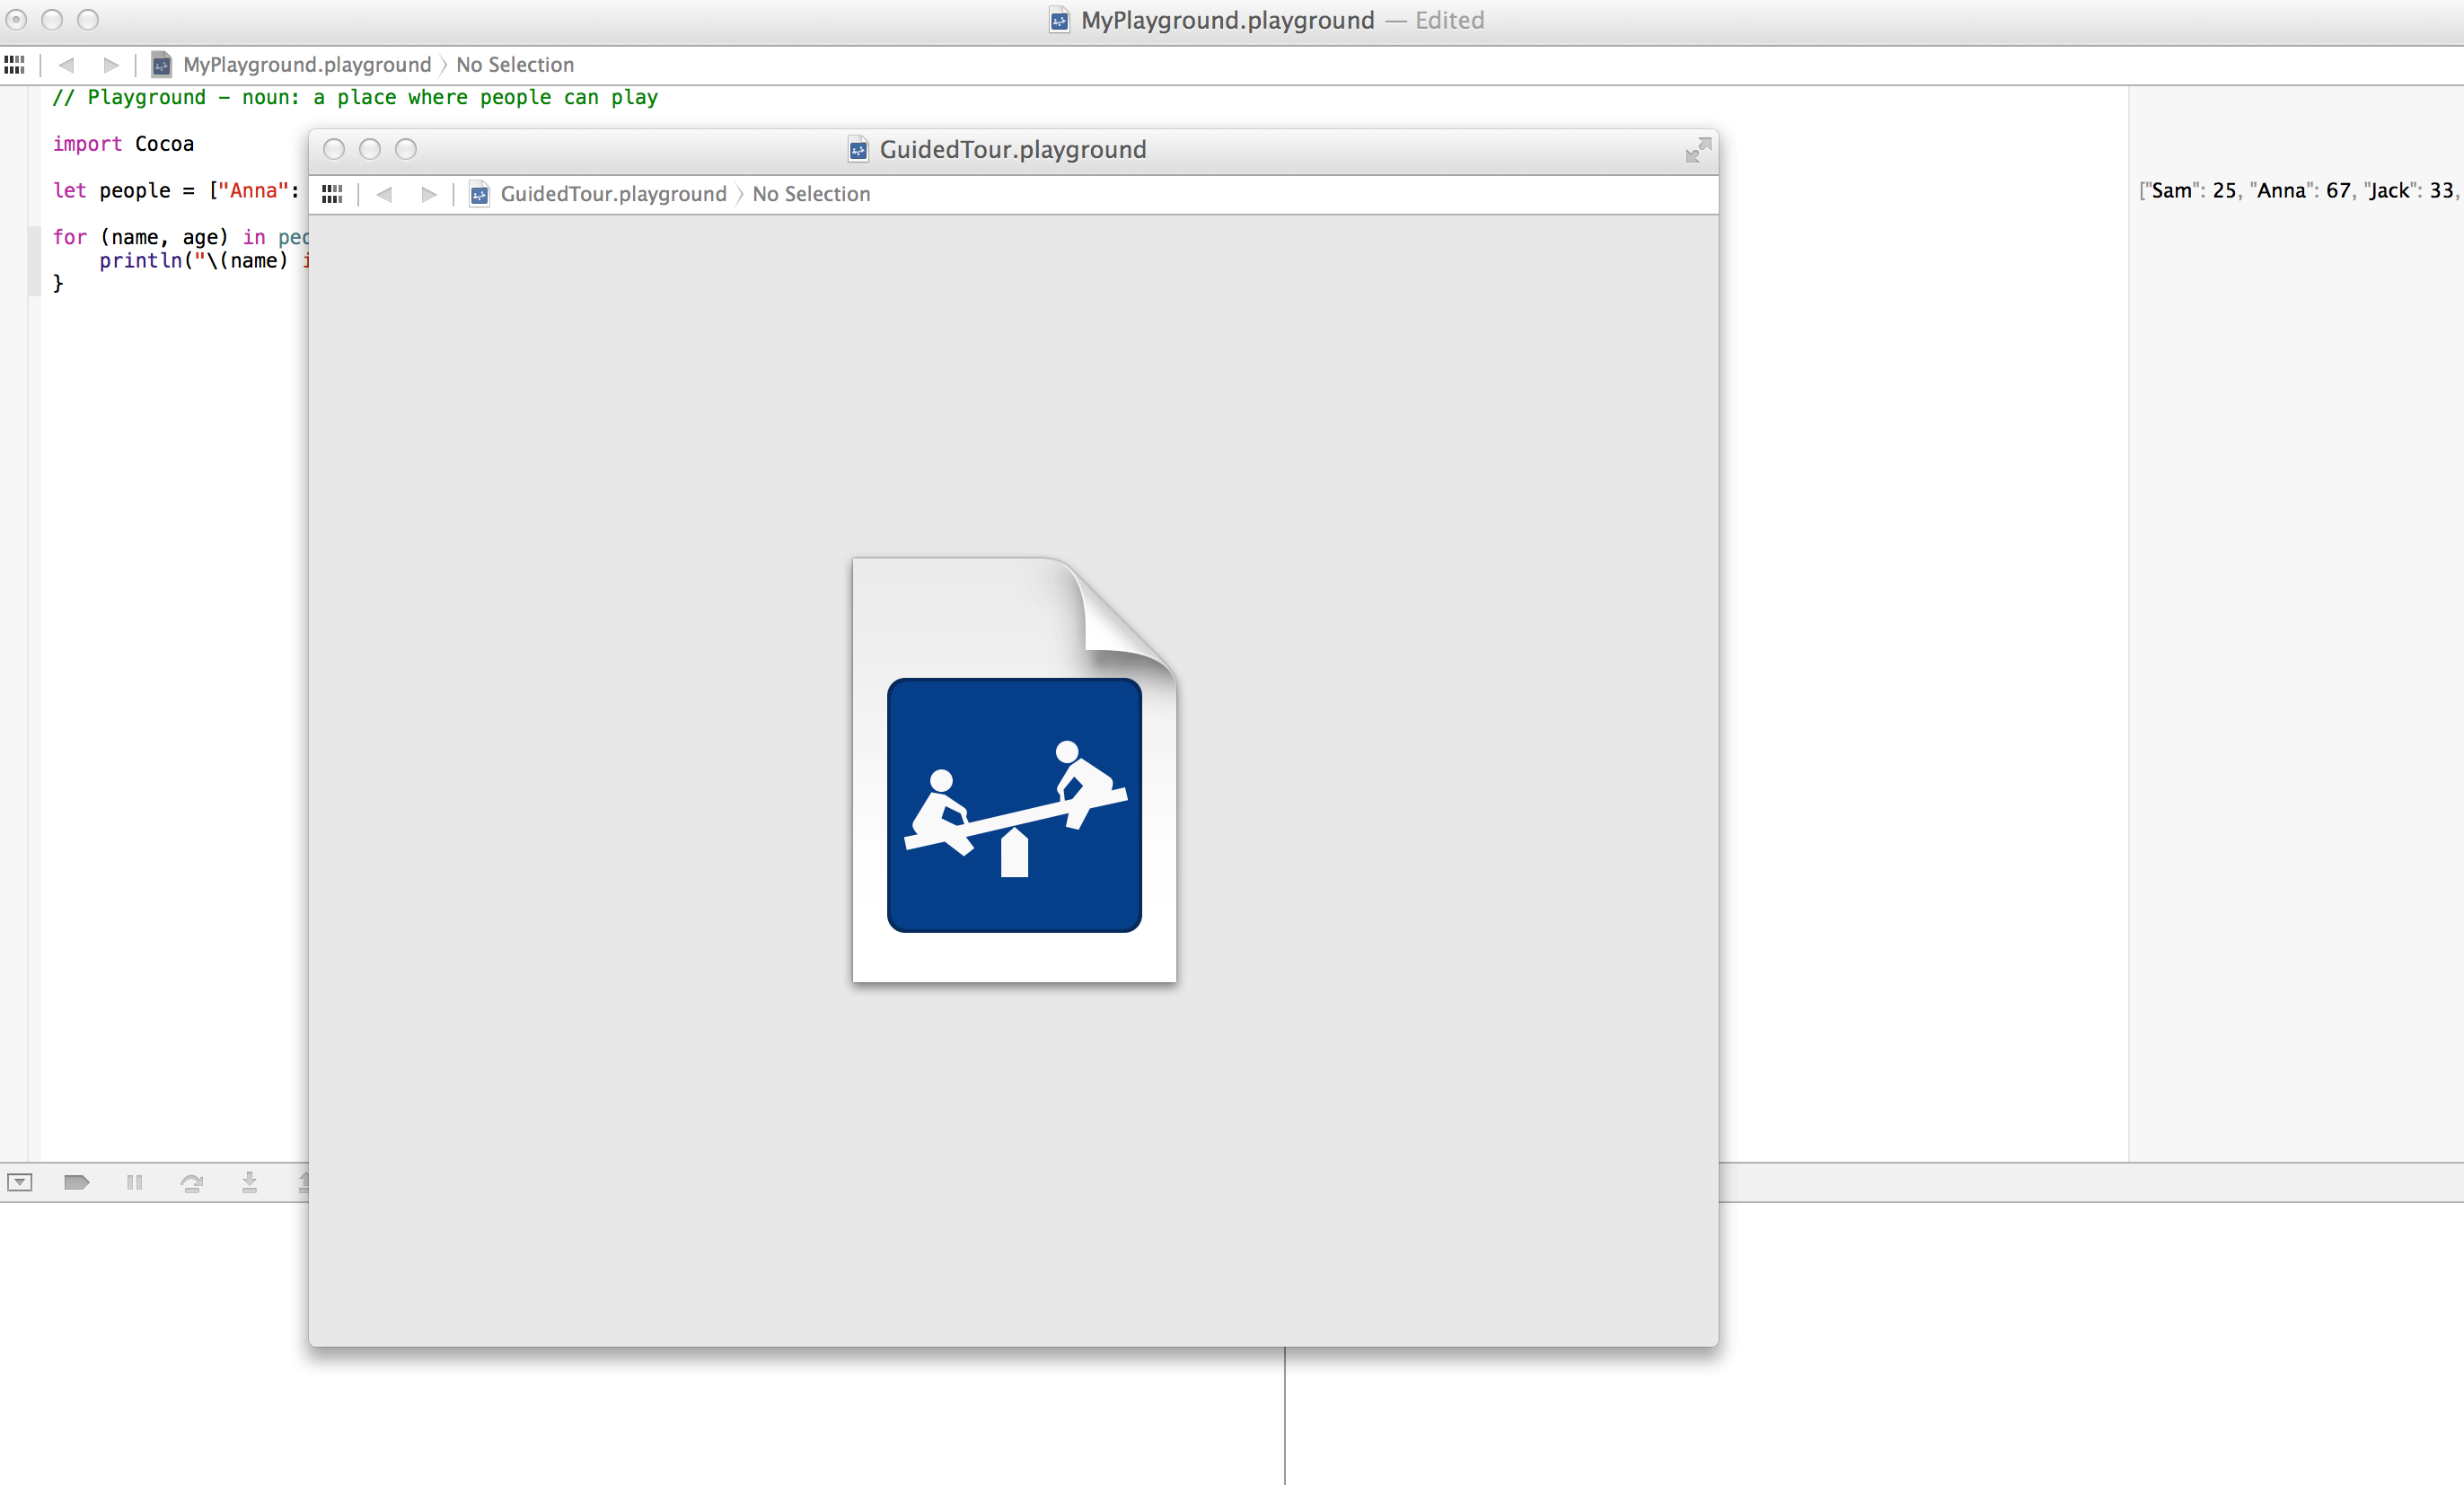 MyPlayground.playground — Edited
MyPlayground.playground 〉 No Selection
// Playground – noun: a place where people can play
import Cocoa
let people = ["Anna":
["Sam": 25, "Anna": 67, "Jack": 33,
for (name, age) in
println("\(name)
}
GuidedTour.playground
GuidedTour.playground 〉 No Selection